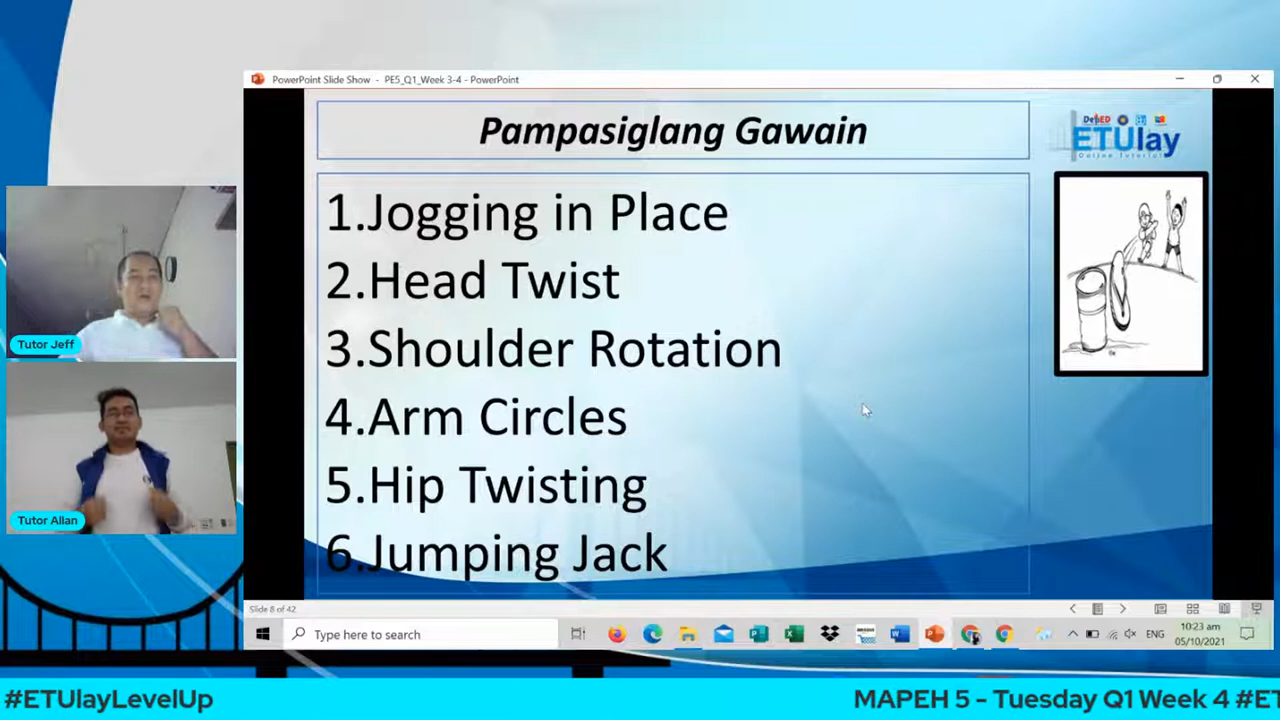 PowerPoint Slide Show - PE5_Q1_Week 3-4 - PowerPoint
Pampasiglang Gawain
DepED
ETUlay
1.Jogging in Place
2.Head Twist
3.Shoulder Rotation
4.Arm Circles
5.Hip Twisting
6.Jumping Jack
Tutor Jeff
Tutor Allan
Slide 8 of 42
Type here to search
ENG
10:23 am
05/10/2021
#ETUlayLevelUp
MAPEH 5 - Tuesday Q1 Week 4 #ET